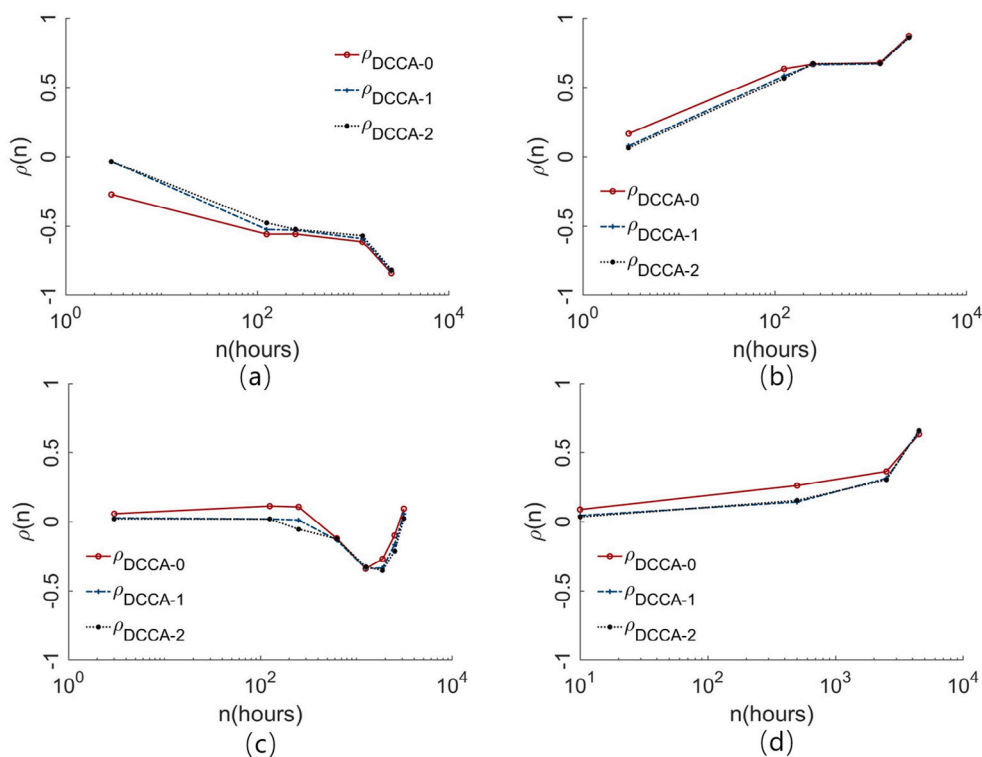 1
0.5
0
-0.5
-1
ρ(n)
ρDCCA-0
ρDCCA-1
ρDCCA-2
10^0
10^2
10^4
n(hours)
(a)
1
0.5
0
-0.5
-1
ρ(n)
ρDCCA-0
ρDCCA-1
ρDCCA-2
10^0
10^2
10^4
n(hours)
(b)
1
0.5
0
-0.5
-1
ρ(n)
ρDCCA-0
ρDCCA-1
ρDCCA-2
10^0
10^2
10^4
n(hours)
(c)
1
0.5
0
-0.5
-1
ρ(n)
ρDCCA-0
ρDCCA-1
ρDCCA-2
10^1
10^2
10^3
10^4
n(hours)
(d)